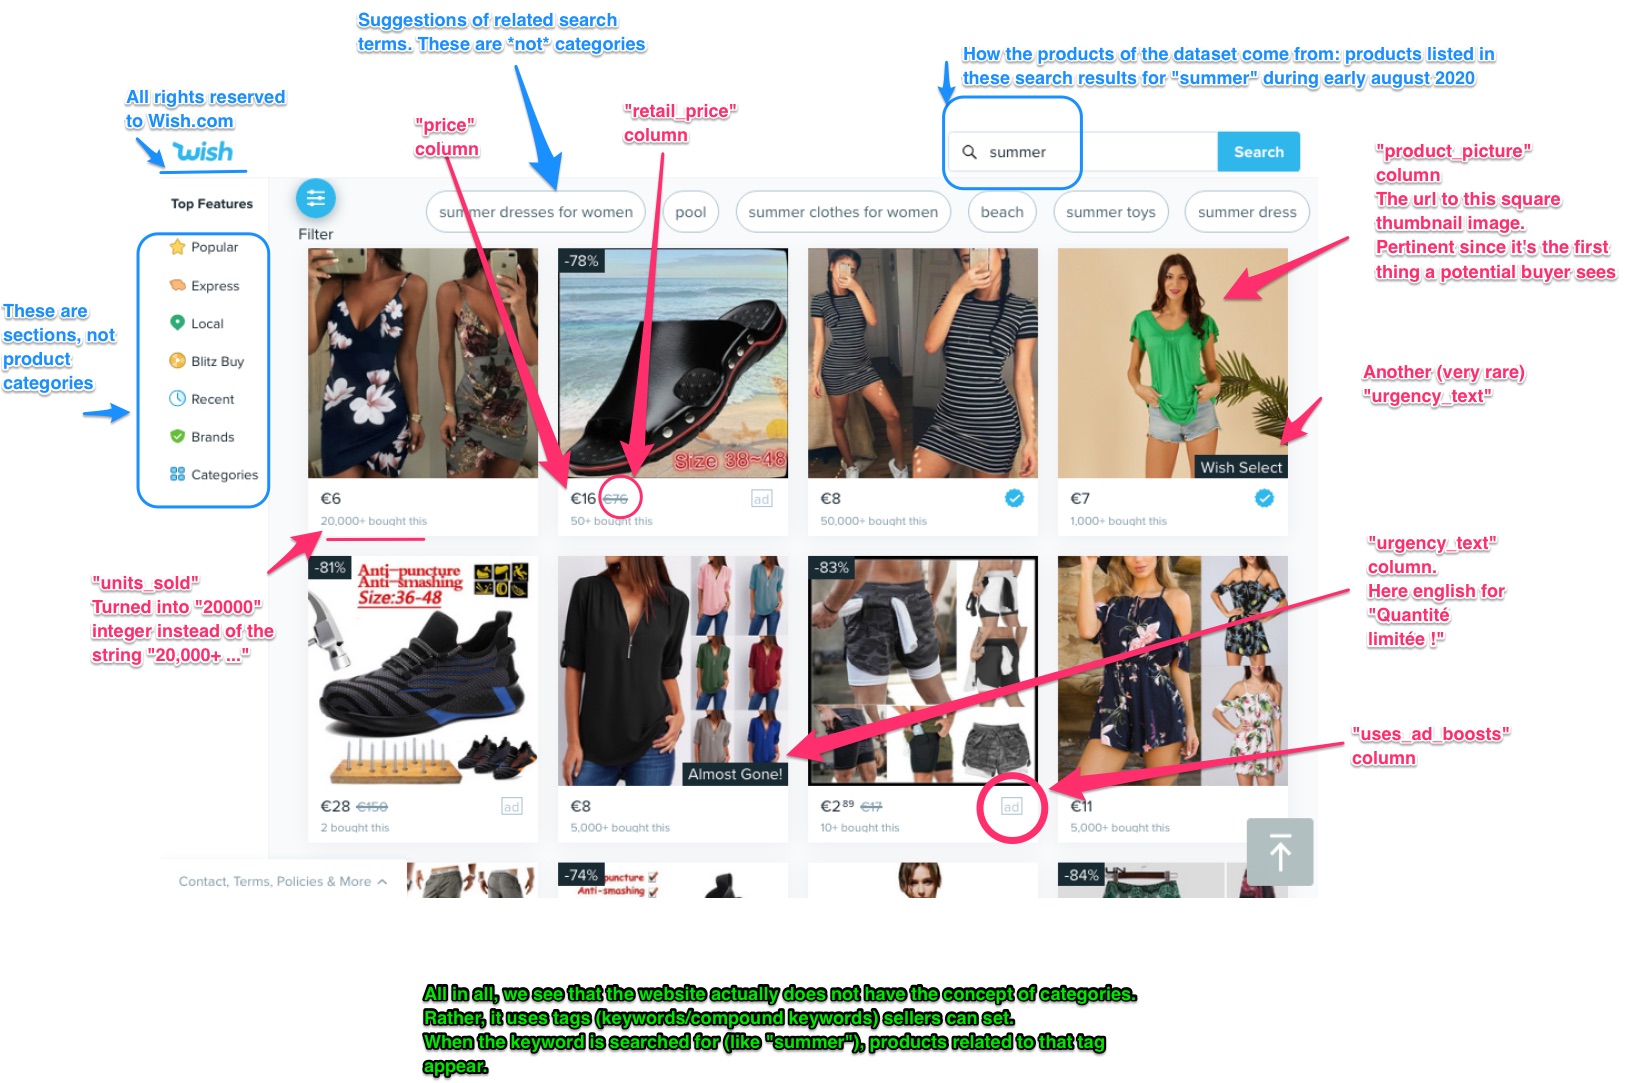 Suggestions of related search
terms. These are *not* categories
How the products of the dataset come from: products listed in
these search results for "summer" during early august 2020
All rights reserved
to Wish.com
"price"
column
"retail_price"
column
wish
summer
Search
"product_picture"
column
The url to this square
thumbnail image.
Pertinent since it's the first
thing a potential buyer sees
Top Features
Filter
summer dresses for women
pool
summer clothes for women
beach
summer toys
summer dress
Popular
Express
Local
Blitz Buy
Recent
Brands
Categories
These are
sections, not
product
categories
-78%
Size 38~48
Wish Select
Another (very rare)
"urgency_text"
€6
20,000+ bought this
€16 €76
ad
50+ bought this
€8
50,000+ bought this
€7
1,000+ bought this
"units_sold"
Turned into "20000"
integer instead of the
string "20,000+ ..."
-81%
Anti-puncture
Anti-smashing
Size:36-48
Almost Gone!
-83%
"urgency_text"
column.
Here english for
"Quantité
limitée !"
"uses_ad_boosts"
column
€28 €150
ad
2 bought this
€8
5,000+ bought this
€2 89 €17
ad
10+ bought this
€11
5,000+ bought this
Contact, Terms, Policies & More
-74%
puncture
Anti-smashing
-84%
All in all, we see that the website actually does not have the concept of categories.
Rather, it uses tags (keywords/compound keywords) sellers can set.
When the keyword is searched for (like "summer"), products related to that tag
appear.